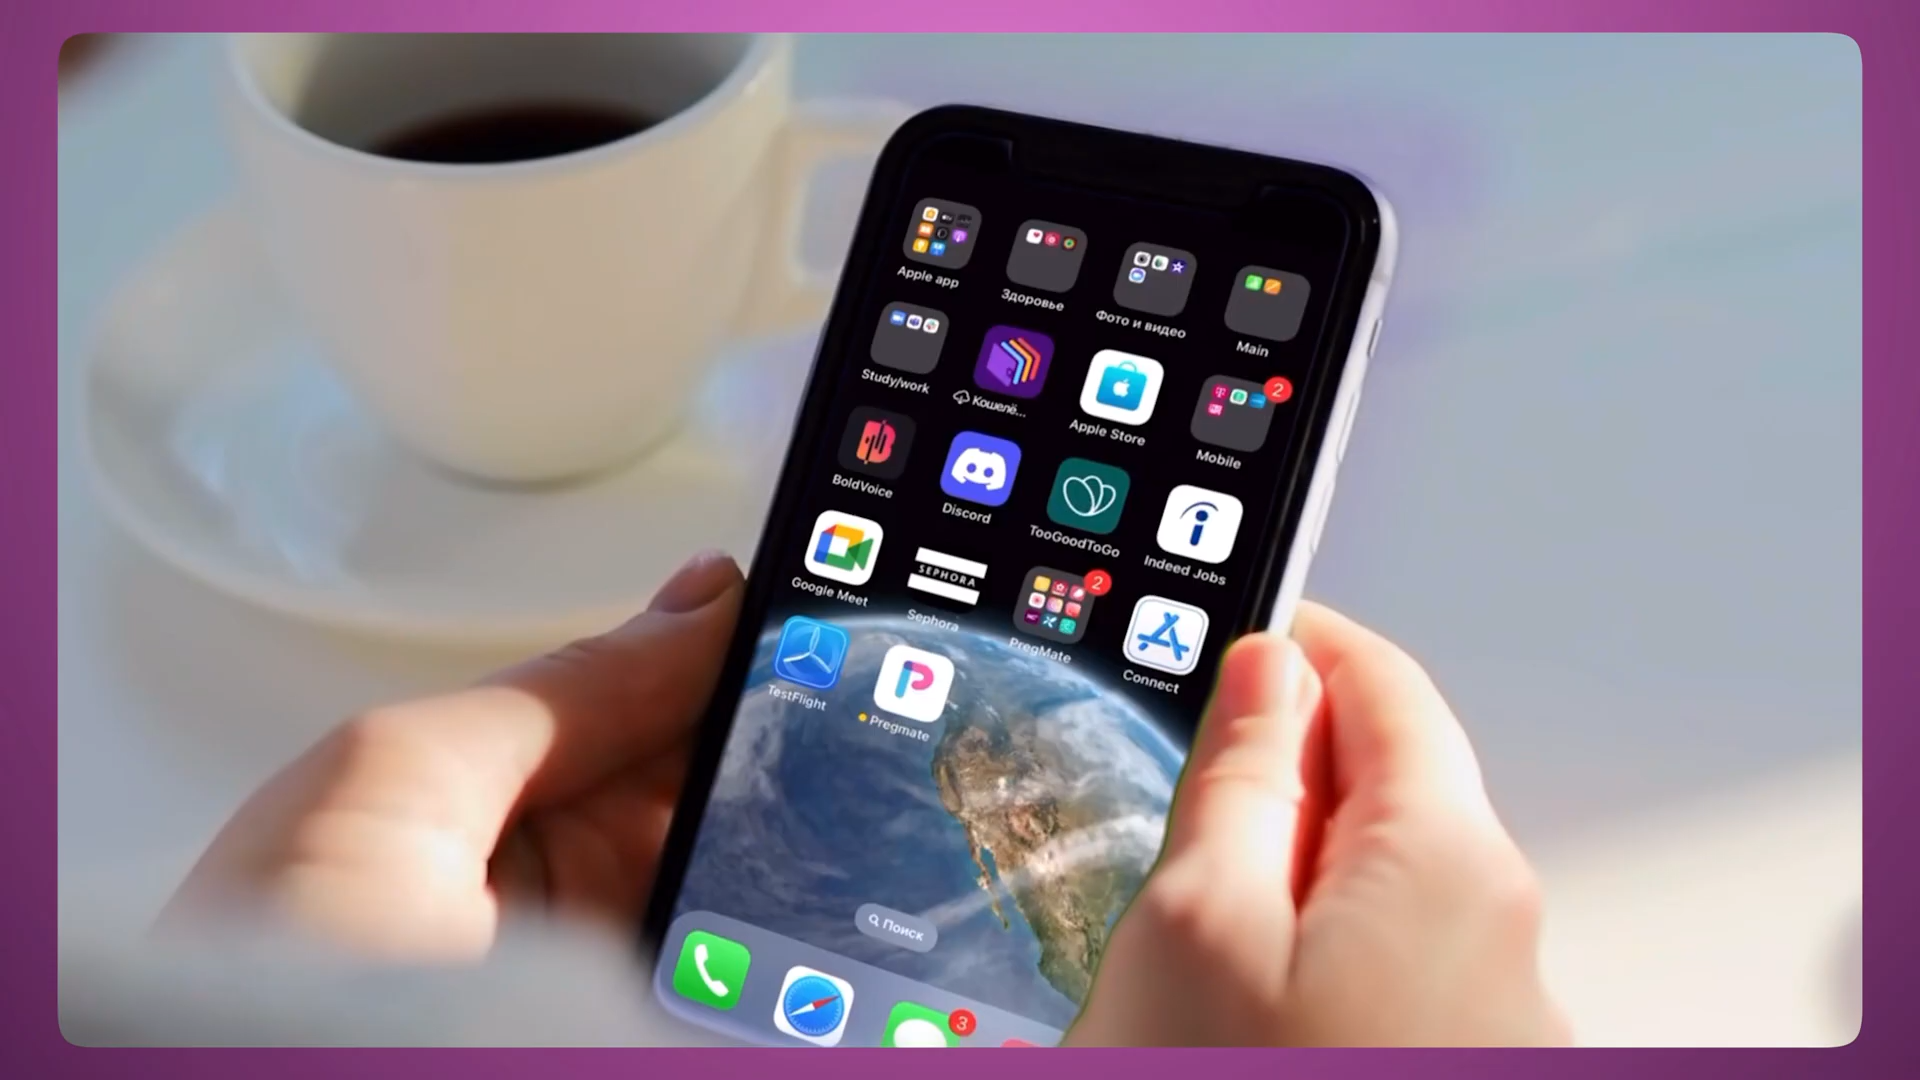 Apple app
Здоровье
Фото и видео
Main
Study/work
Кошелё...
Apple Store
2
Mobile
BoldVoice
Discord
TooGoodToGo
Indeed Jobs
Google Meet
SEPHORA
Sephora
2
PregMate
Connect
TestFlight
Pregmate
Поиск
3